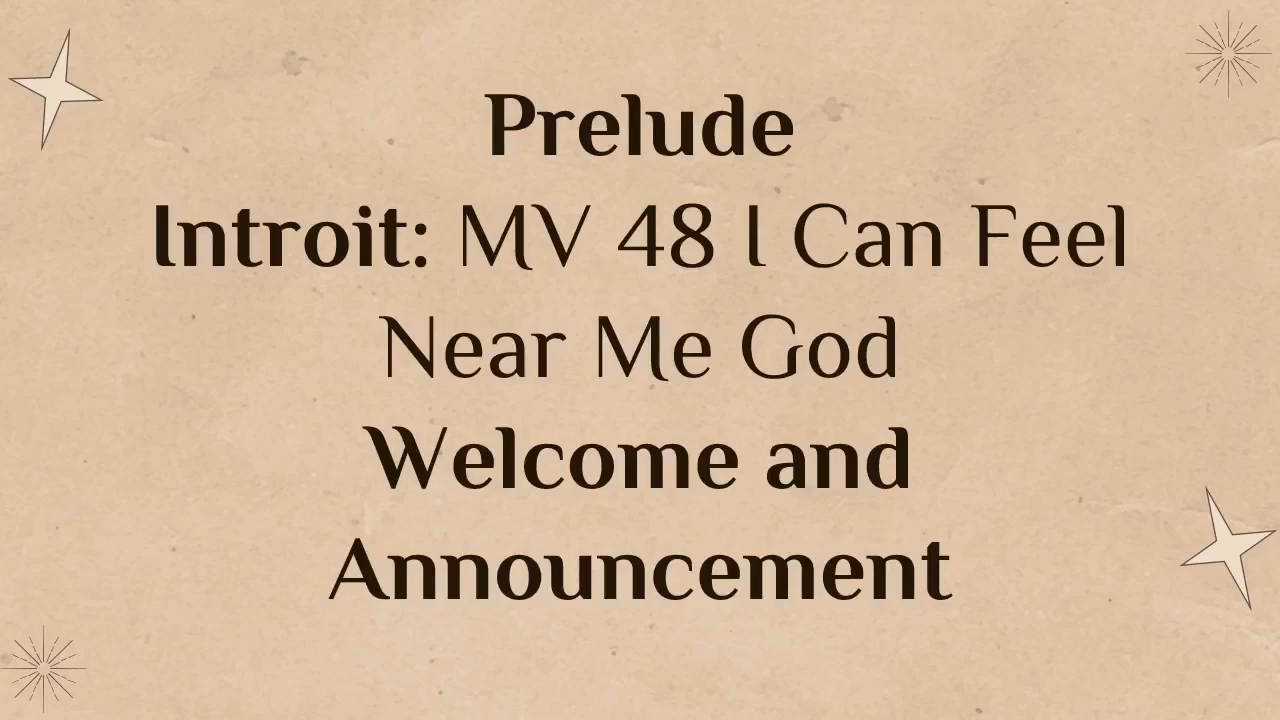 Prelude
Introit: MV 48 I Can Feel
Near Me God
Welcome and
Announcement